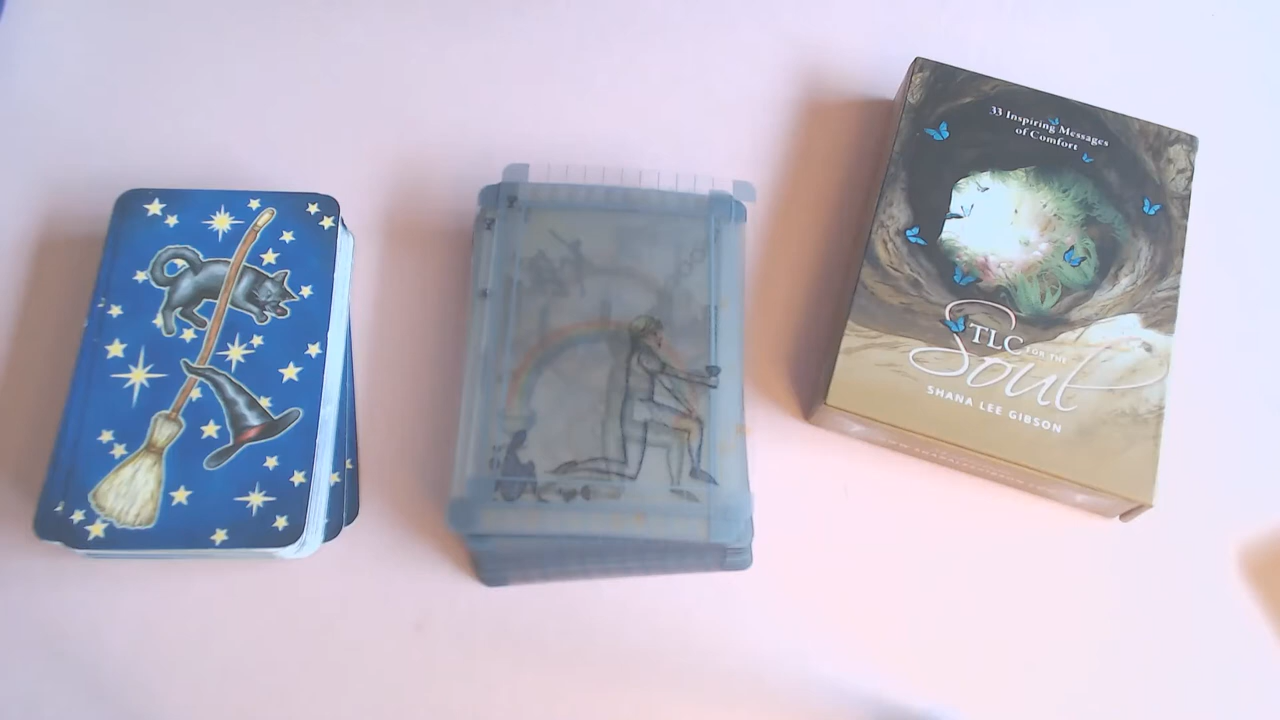 33 Inspiring Messages
of Comfort
TLC FOR THE
Soul
SHANA LEE GIBSON